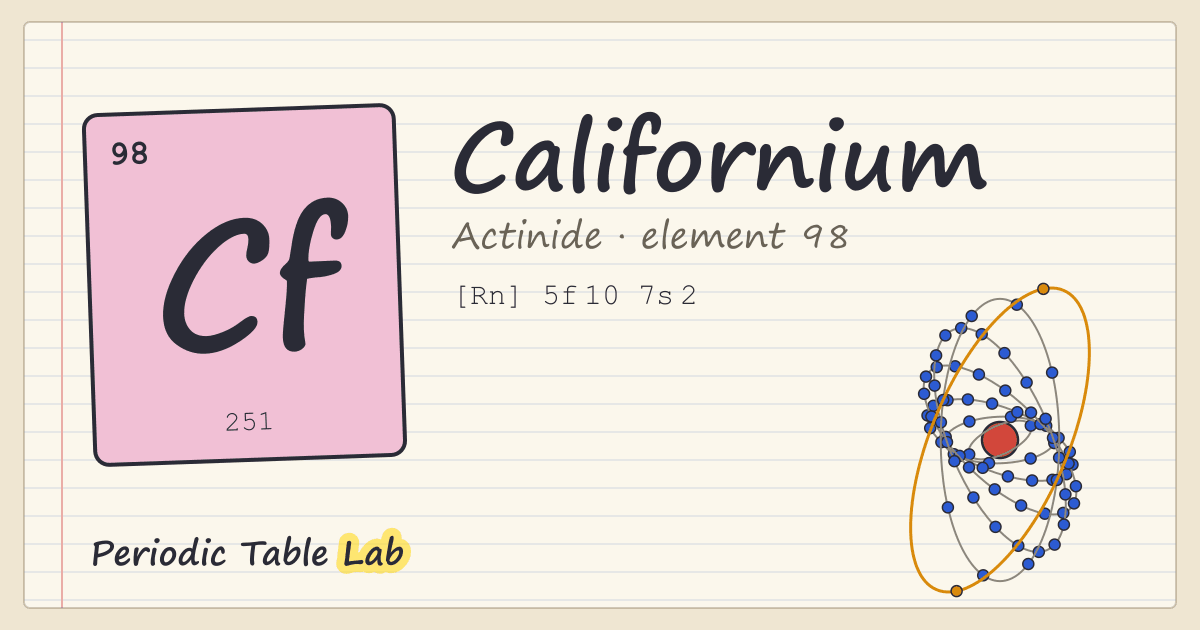 98
Cf
251
Californium
Actinide · element 98
[Rn] 5f10 7s2
Periodic Table Lab